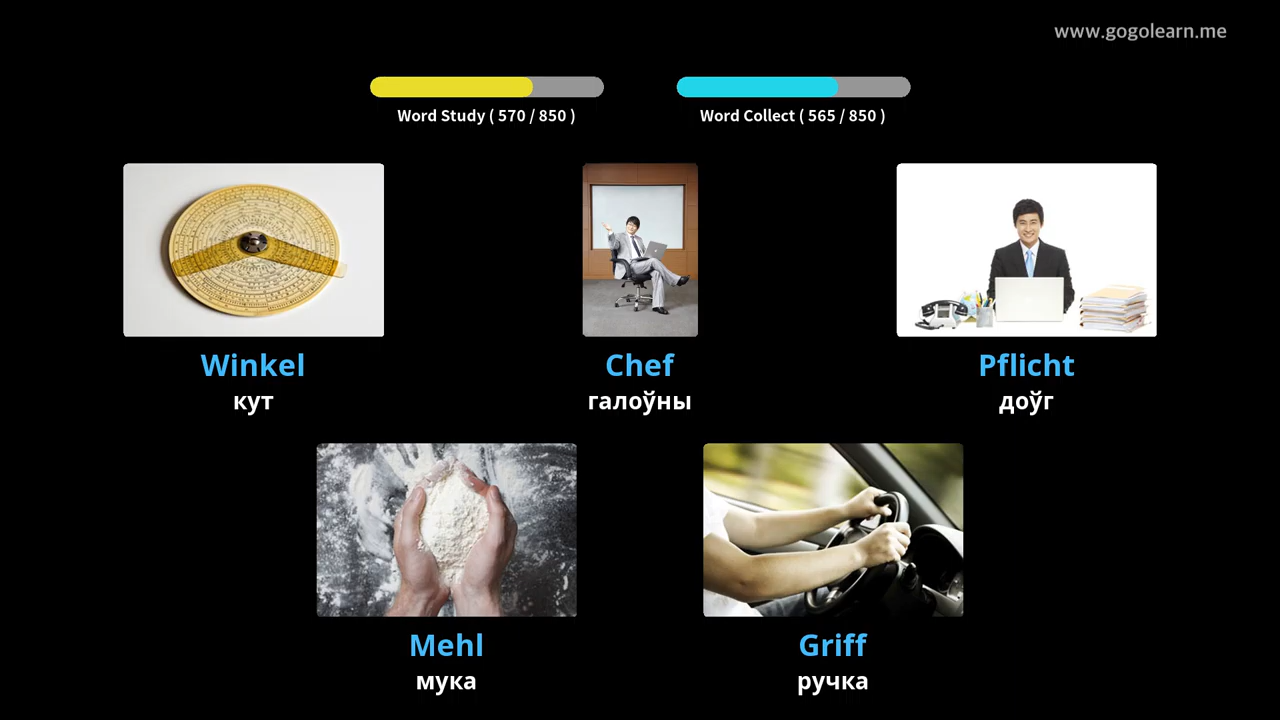 www.gogolearn.me
Word Study ( 570 / 850 )
Word Collect ( 565 / 850 )
Winkel
кут
Chef
галоўны
Pflicht
доўг
Mehl
мука
Griff
ручка